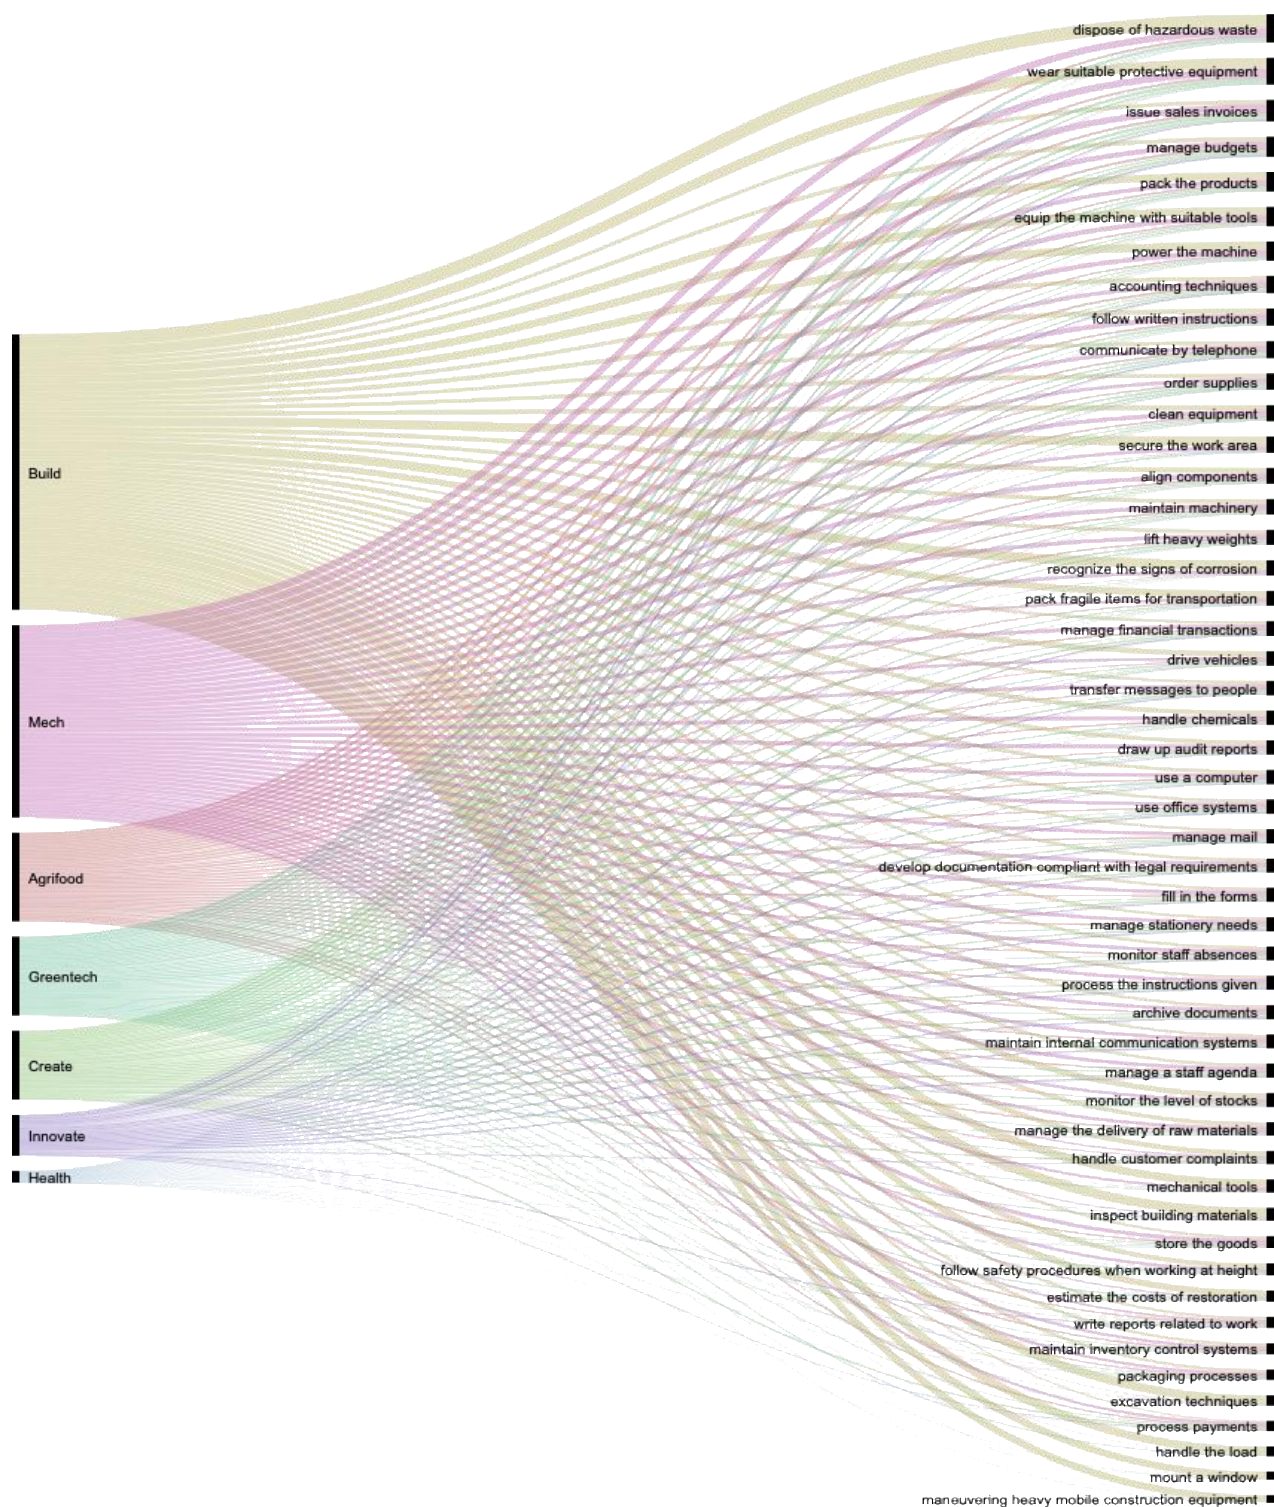 Build
Mech
Agrifood
Greentech
Create
Innovate
Health
dispose of hazardous waste
wear suitable protective equipment
issue sales invoices
manage budgets
pack the products
equip the machine with suitable tools
power the machine
accounting techniques
follow written instructions
communicate by telephone
order supplies
clean equipment
secure the work area
align components
maintain machinery
lift heavy weights
recognize the signs of corrosion
pack fragile items for transportation
manage financial transactions
drive vehicles
transfer messages to people
handle chemicals
draw up audit reports
use a computer
use office systems
manage mail
develop documentation compliant with legal requirements
fill in the forms
manage stationery needs
monitor staff absences
process the instructions given
archive documents
maintain internal communication systems
manage a staff agenda
monitor the level of stocks
manage the delivery of raw materials
handle customer complaints
mechanical tools
inspect building materials
store the goods
follow safety procedures when working at height
estimate the costs of restoration
write reports related to work
maintain inventory control systems
packaging processes
excavation techniques
process payments
handle the load
mount a window
maneuvering heavy mobile construction equipment